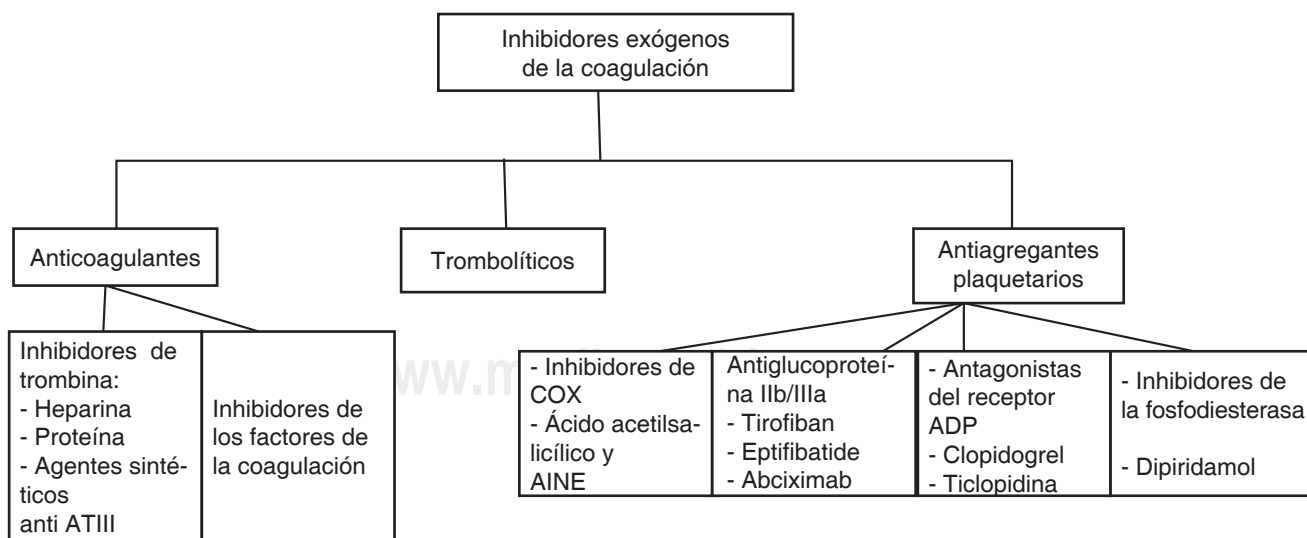 Inhibidores exógenos
de la coagulación
Anticoagulantes
Trombolíticos
Antiagregantes
plaquetarios
Inhibidores de
trombina:
- Heparina
- Proteína
- Agentes sinté-
ticos
anti ATIII
Inhibidores de
los factores de
la coagulación
- Inhibidores de
COX
- Ácido acetilsa-
licílico y
AINE
Antiglucoproteí-
na IIb/IIIa
- Tirofiban
- Eptifibatide
- Abciximab
- Antagonistas
del receptor
ADP
- Clopidogrel
- Ticlopidina
- Inhibidores de
la fosfodiesterasa
- Dipiridamol